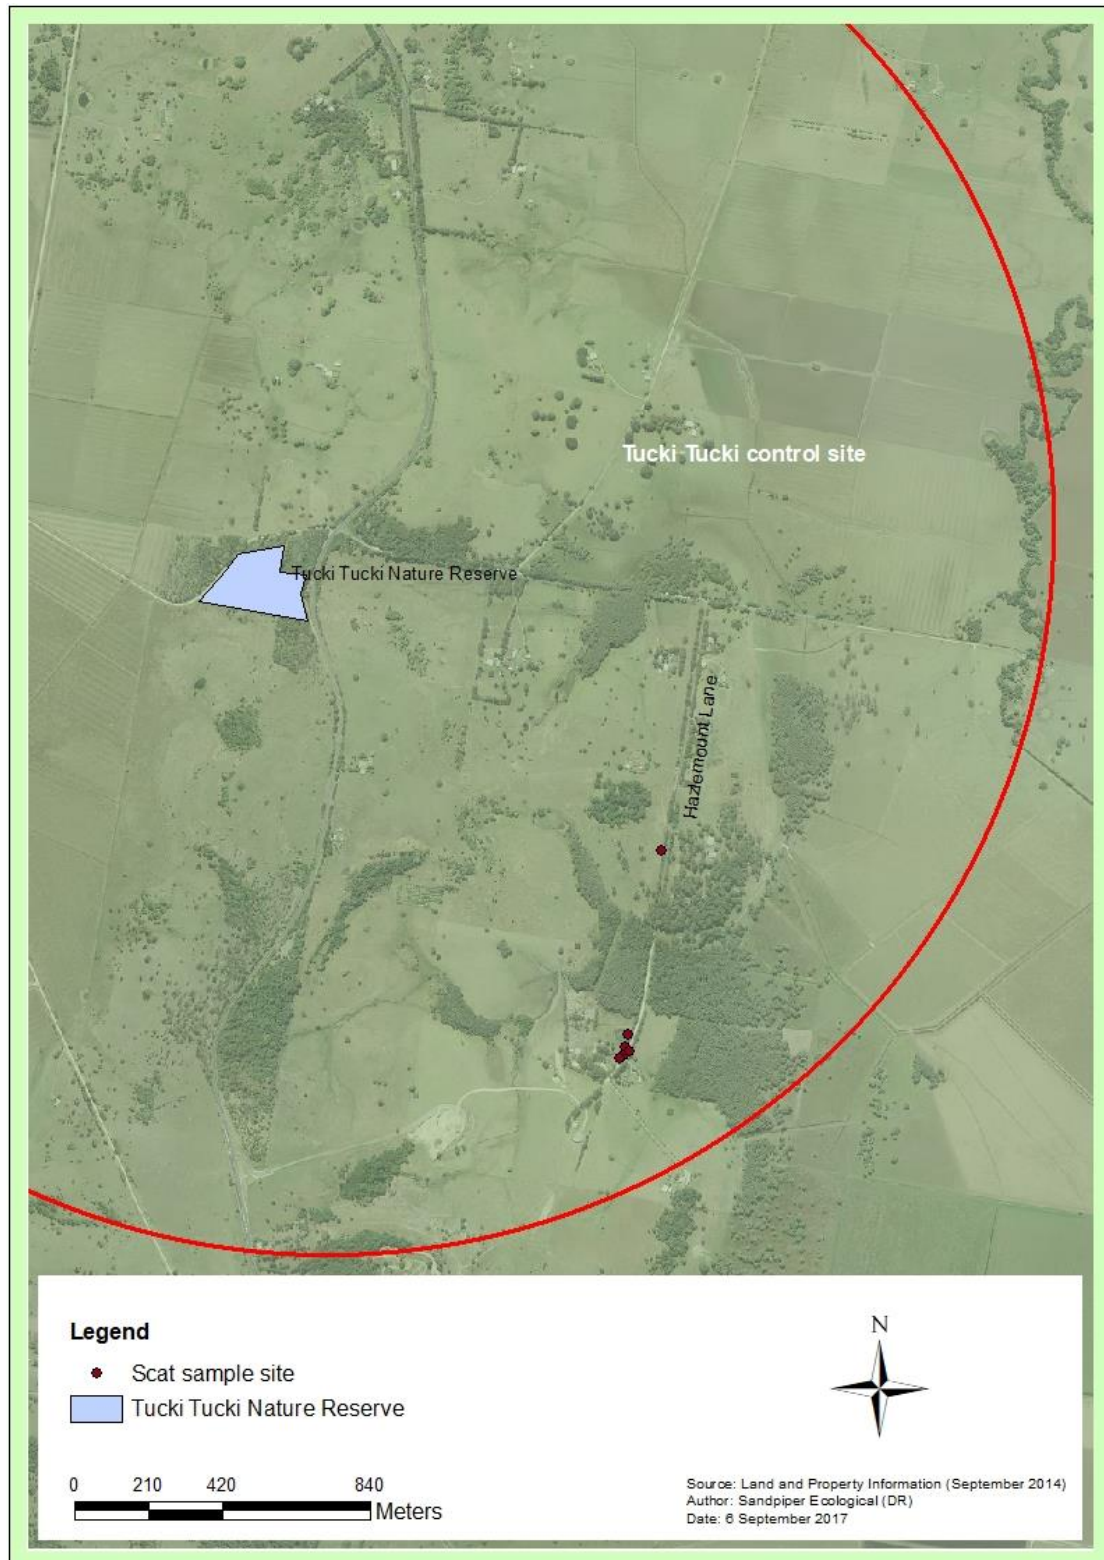 Tucki Tucki control site
Tucki Tucki Nature Reserve
Hazlemount Lane
Legend
Scat sample site
Tucki Tucki Nature Reserve
N
0 210 420 840
Meters
Source: Land and Property Information (September 2014)
Author: Sandpiper Ecological (DR)
Date: 6 September 2017